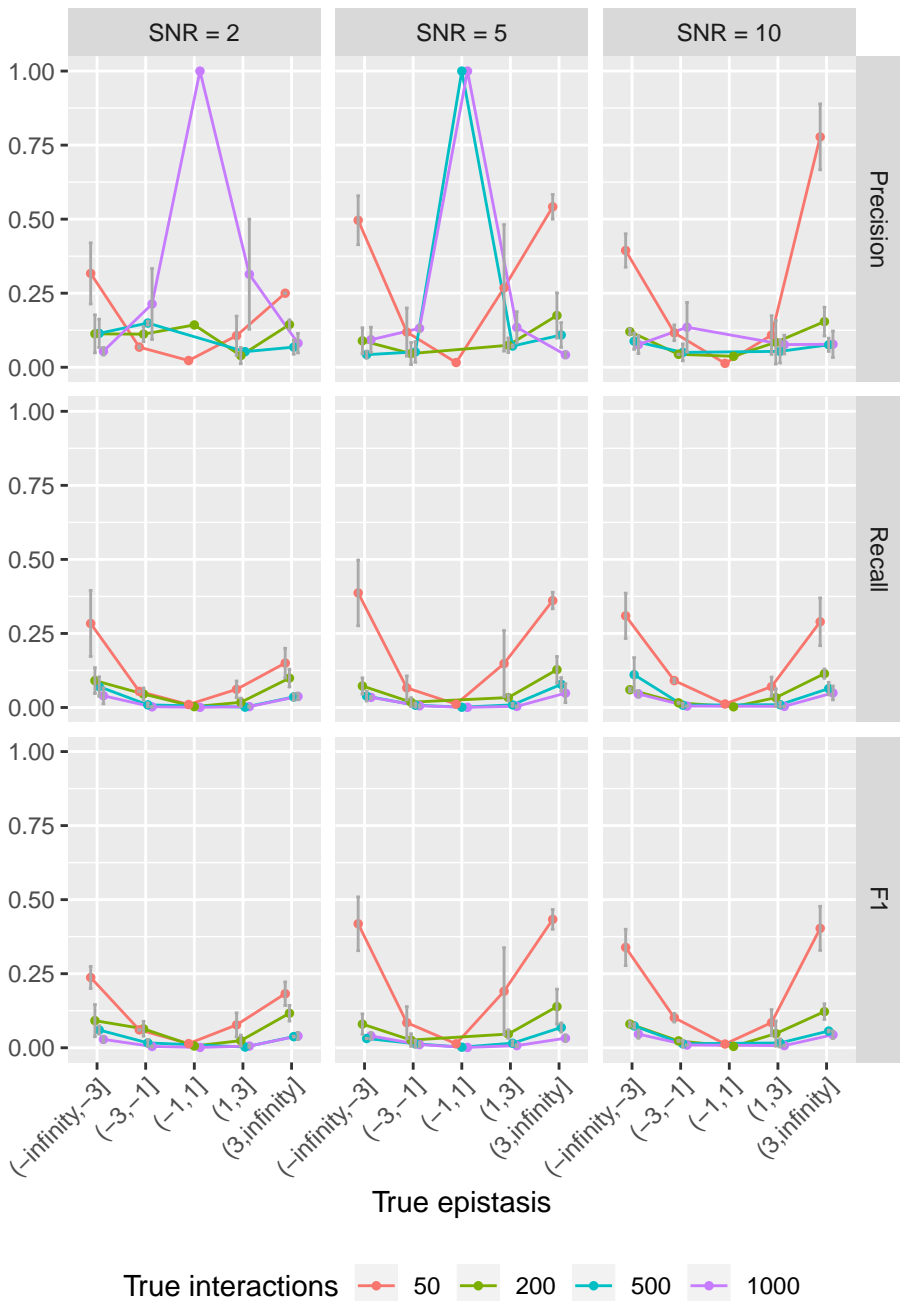 SNR = 2
SNR = 5
SNR = 10
1.00
0.75
0.50
0.25
0.00
Precision
1.00
0.75
0.50
0.25
0.00
Recall
1.00
0.75
0.50
0.25
0.00
F1
(−infinity,−3]
(−3,−1]
(−1,1]
(1,3]
(3,infinity]
(−infinity,−3]
(−3,−1]
(−1,1]
(1,3]
(3,infinity]
(−infinity,−3]
(−3,−1]
(−1,1]
(1,3]
(3,infinity]
True epistasis
True interactions 50 200 500 1000